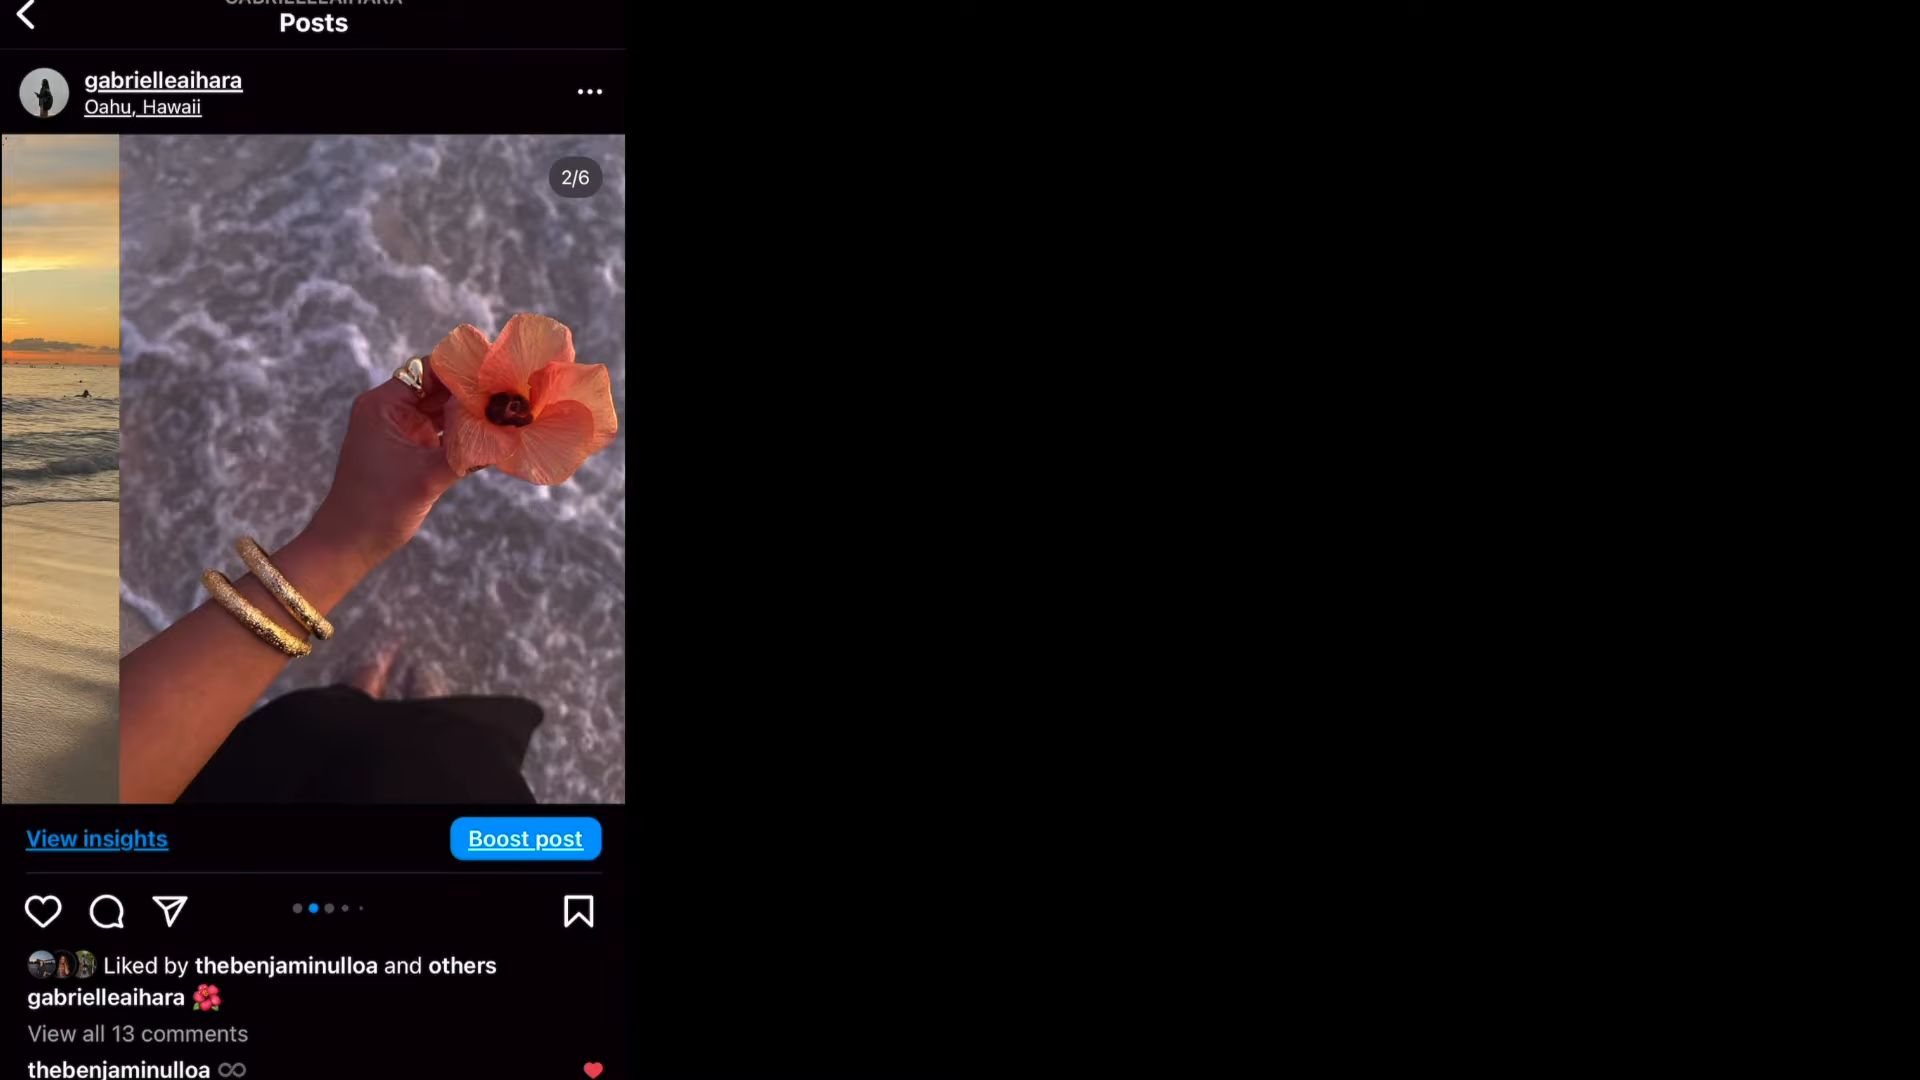 GABRIELLEAIHARA
Posts
gabrielleaihara
Oahu, Hawaii
2/6
View insights
Boost post
Liked by thebenjaminulloa and others
gabrielleaihara
View all 13 comments
thebenjaminulloa